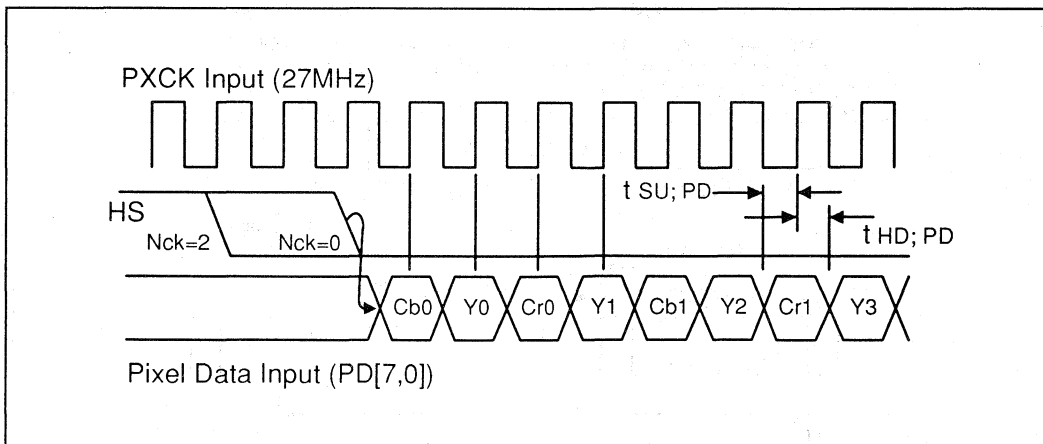 PXCK Input (27MHz)
t SU; PD
HS
Nck=2 Nck=0
t HD; PD
Cb0 Y0 Cr0 Y1 Cb1 Y2 Cr1 Y3
Pixel Data Input (PD[7,0])